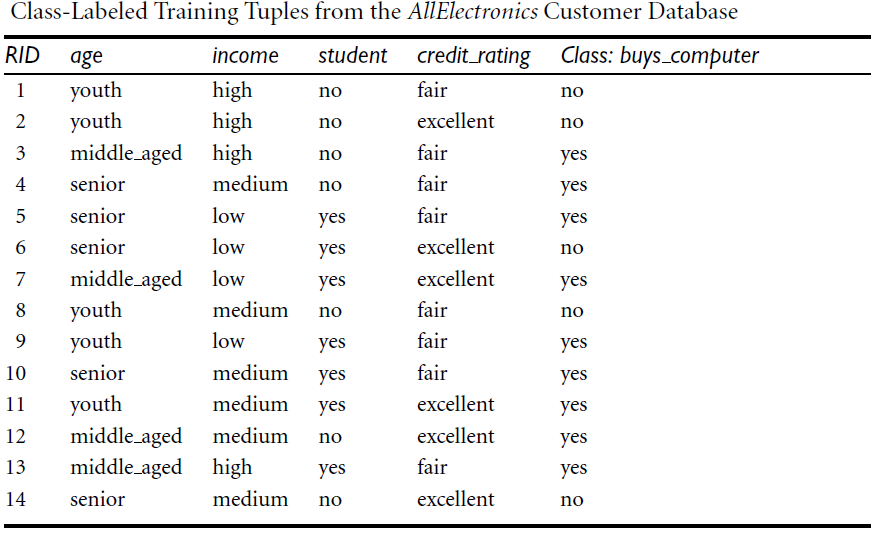 Class-Labeled Training Tuples from the AllElectronics Customer Database
RID age income student credit_rating Class: buys_computer
1 youth high no fair no
2 youth high no excellent no
3 middle_aged high no fair yes
4 senior medium no fair yes
5 senior low yes fair yes
6 senior low yes excellent no
7 middle_aged low yes excellent yes
8 youth medium no fair no
9 youth low yes fair yes
10 senior medium yes fair yes
11 youth medium yes excellent yes
12 middle_aged medium no excellent yes
13 middle_aged high yes fair yes
14 senior medium no excellent no